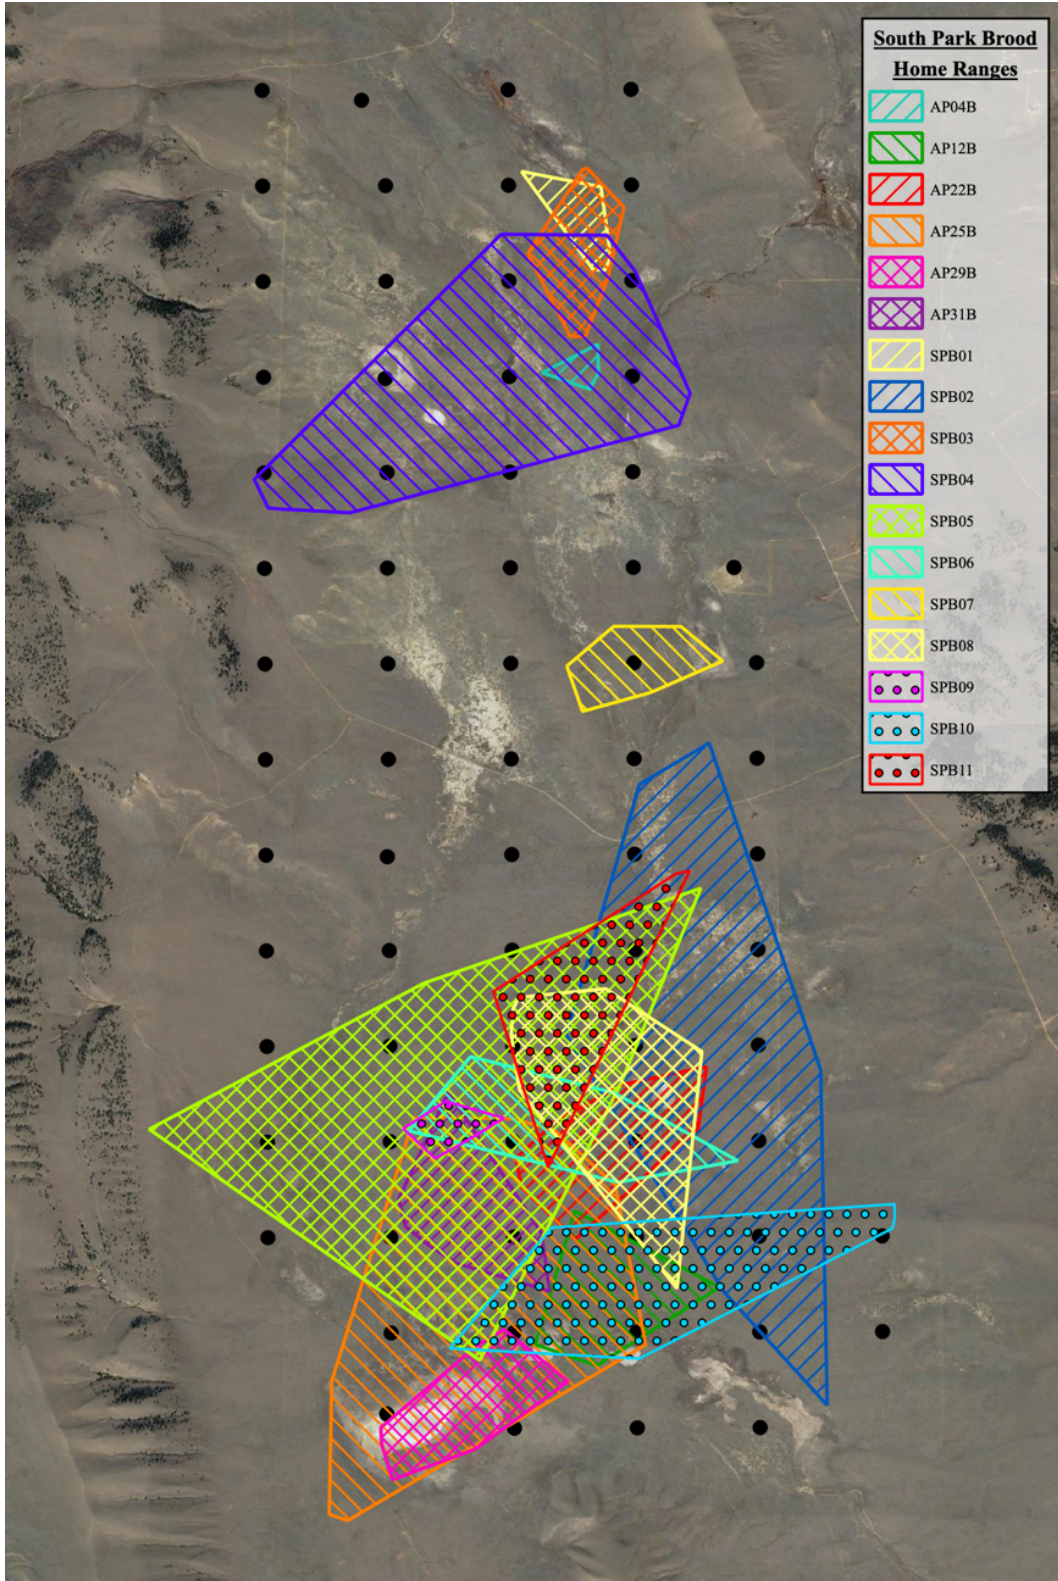 South Park Brood
Home Ranges
AP04B
AP12B
AP22B
AP25B
AP29B
AP31B
SPB01
SPB02
SPB03
SPB04
SPB05
SPB06
SPB07
SPB08
SPB09
SPB10
SPB11